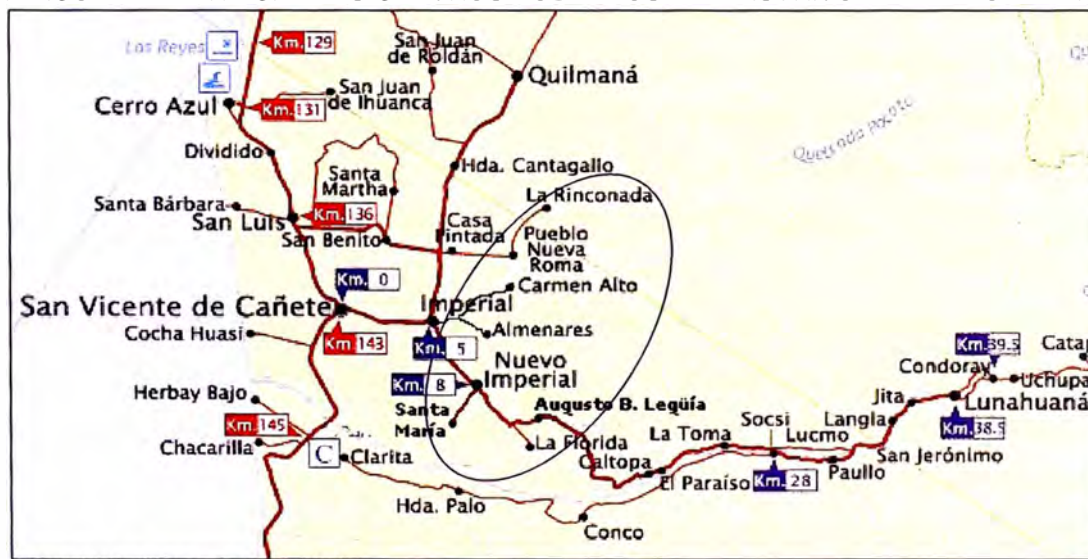 Km. 129
Los Reyes
San Juan
de Roldán
Quilmaná
San Juan
de Ihuanca
Cerro Azul
Km. 131
Dividido
Hda. Cantagallo
Quebrada Pocoto
Santa
Martha
La Rinconada
Santa Bárbara
Km. 136
San Luis
San Benito
Casa
Pintada
Pueblo
Nueva
Roma
Km. 0
Carmen Alto
San Vicente de Cañete
Imperial
Cocha Huasi
Km. 143
Km. 5
Almenares
Km. 39.5
Condoray
Uchupa
Nuevo
Imperial
Km. 8
Herbay Bajo
Jita
Lunahuaná
Santa
María
Augusto B. Legüía
Socsi
Langla
Km. 38.5
Km. 145
La Florida
La Toma
Lucmo
Chacarilla
C
Clarita
Caltopa
San Jerónimo
El Paraíso
Km. 28
Paullo
Hda. Palo
Conco